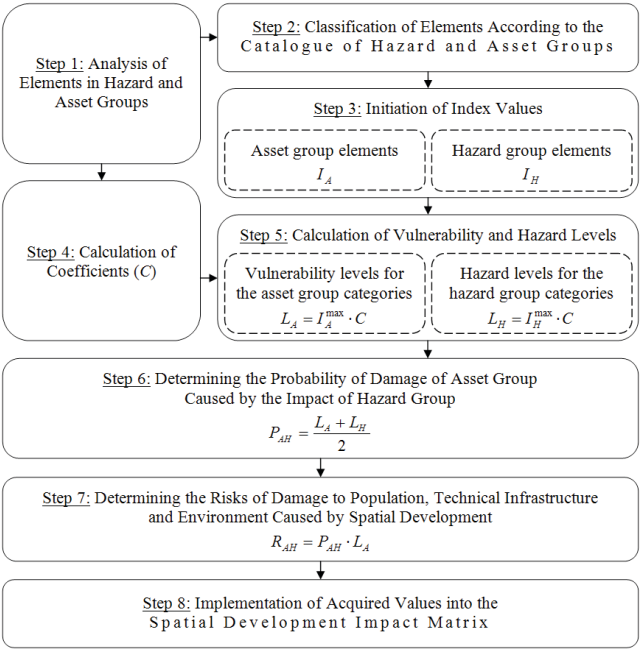 Step 1: Analysis of
Elements in Hazard and
Asset Groups
Step 2: Classification of Elements According to the
Catalogue of Hazard and Asset Groups
Step 3: Initiation of Index Values
Asset group elements
I_A
Hazard group elements
I_H
Step 4: Calculation of
Coefficients (C)
Step 5: Calculation of Vulnerability and Hazard Levels
Vulnerability levels for
the asset group categories
L_A = I_A^max · C
Hazard levels for the
hazard group categories
L_H = I_H^max · C
Step 6: Determining the Probability of Damage of Asset Group
Caused by the Impact of Hazard Group
P_AH = (L_A + L_H) / 2
Step 7: Determining the Risks of Damage to Population, Technical Infrastructure
and Environment Caused by Spatial Development
R_AH = P_AH · L_A
Step 8: Implementation of Acquired Values into the
Spatial Development Impact Matrix